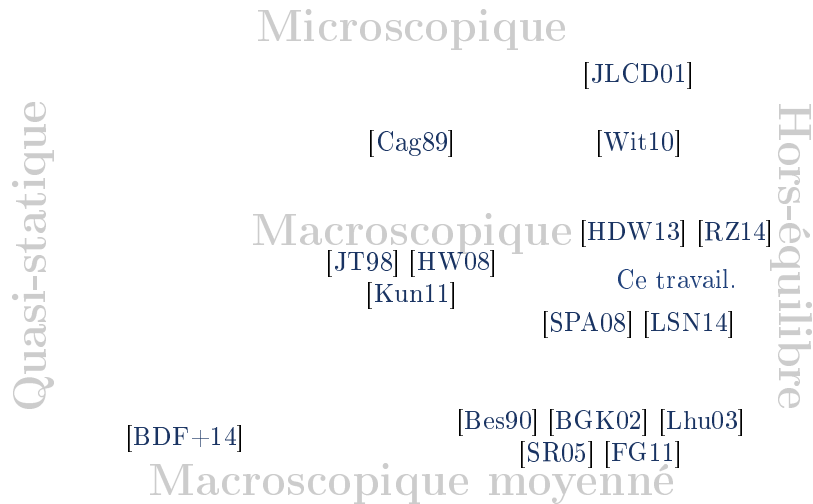 Microscopique
[JLCD01]
Quasi-statique
Hors-équilibre
[Cag89] [Wit10]
Macroscopique [HDW13] [RZ14]
[JT98] [HW08]
Ce travail.
[Kun11]
[SPA08] [LSN14]
[Bes90] [BGK02] [Lhu03]
[BDF+14]
[SR05] [FG11]
Macroscopique moyenné